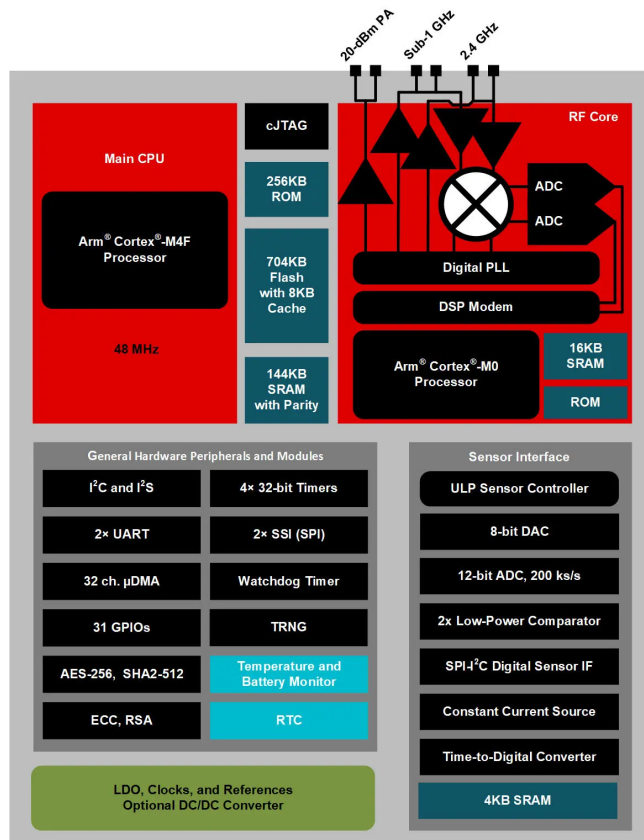 20-dBm PA
Sub-1 GHz
2.4 GHz
Main CPU
Arm® Cortex®-M4F
Processor
48 MHz
cJTAG
256KB
ROM
704KB
Flash
with 8KB
Cache
144KB
SRAM
with Parity
RF Core
ADC
ADC
Digital PLL
DSP Modem
Arm® Cortex®-M0
Processor
16KB
SRAM
ROM
General Hardware Peripherals and Modules
I²C and I²S
4× 32-bit Timers
2× UART
2× SSI (SPI)
32 ch. µDMA
Watchdog Timer
31 GPIOs
TRNG
AES-256, SHA2-512
Temperature and
Battery Monitor
ECC, RSA
RTC
LDO, Clocks, and References
Optional DC/DC Converter
Sensor Interface
ULP Sensor Controller
8-bit DAC
12-bit ADC, 200 ks/s
2x Low-Power Comparator
SPI-I²C Digital Sensor IF
Constant Current Source
Time-to-Digital Converter
4KB SRAM